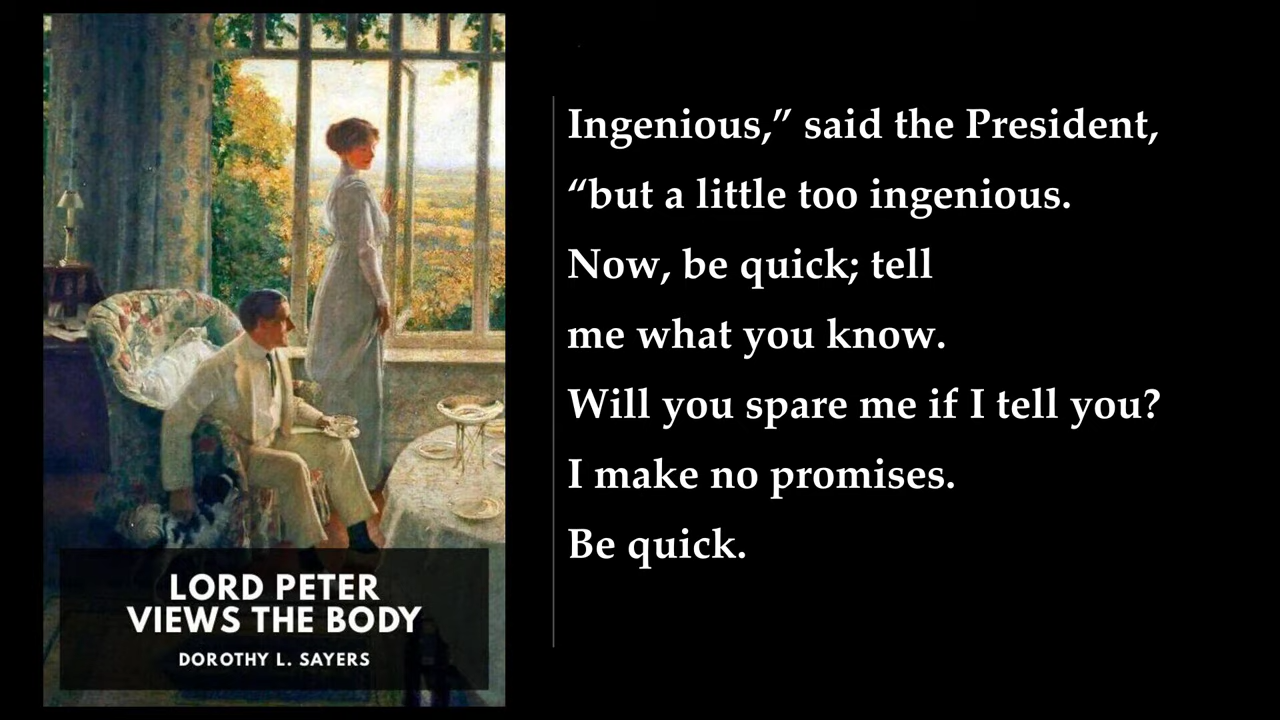 LORD PETER
VIEWS THE BODY
DOROTHY L. SAYERS
Ingenious,” said the President,
“but a little too ingenious.
Now, be quick; tell
me what you know.
Will you spare me if I tell you?
I make no promises.
Be quick.